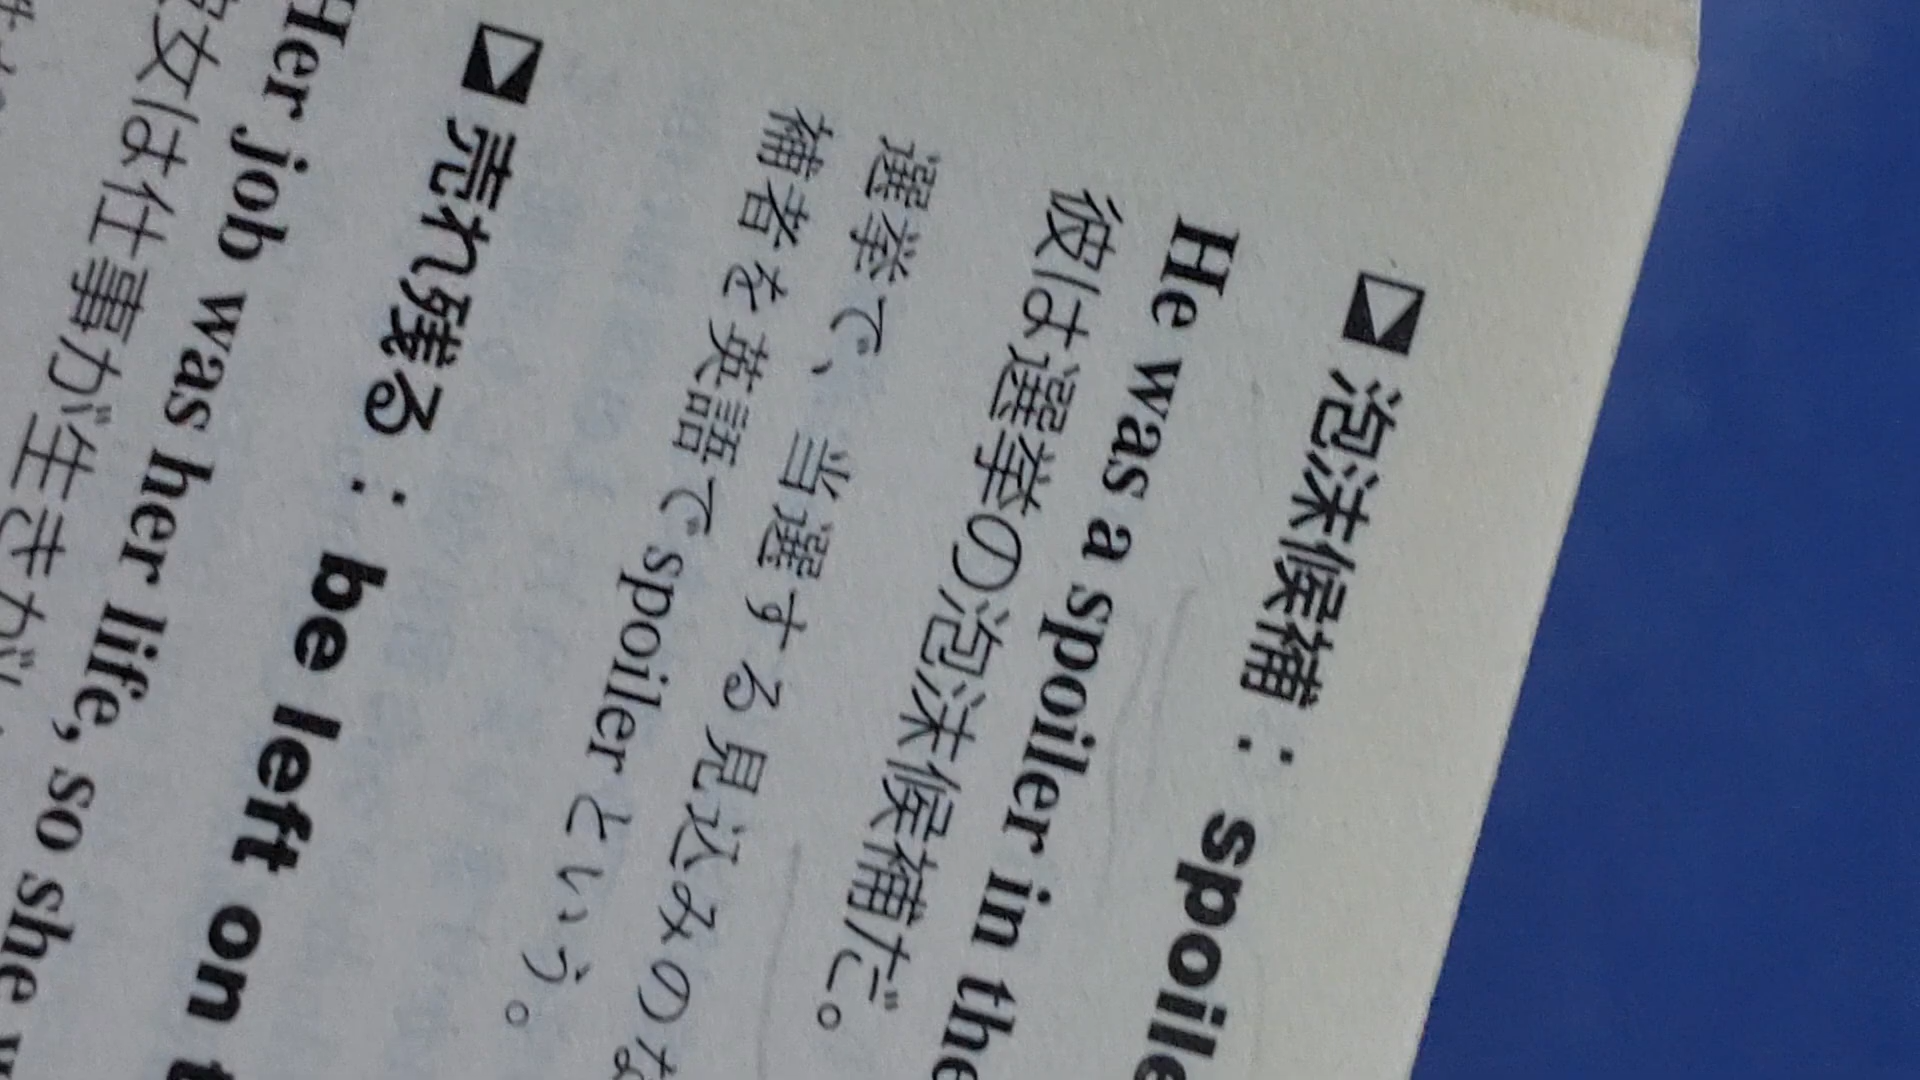 泡沫候補：spoile
He was a spoiler in the
彼は選挙の泡沫候補だ。
選挙で、当選する見込みのな
補者を英語でspoilerという。
売れ残る：be left on t
Her job was her life, so she w
女は仕事が生きが